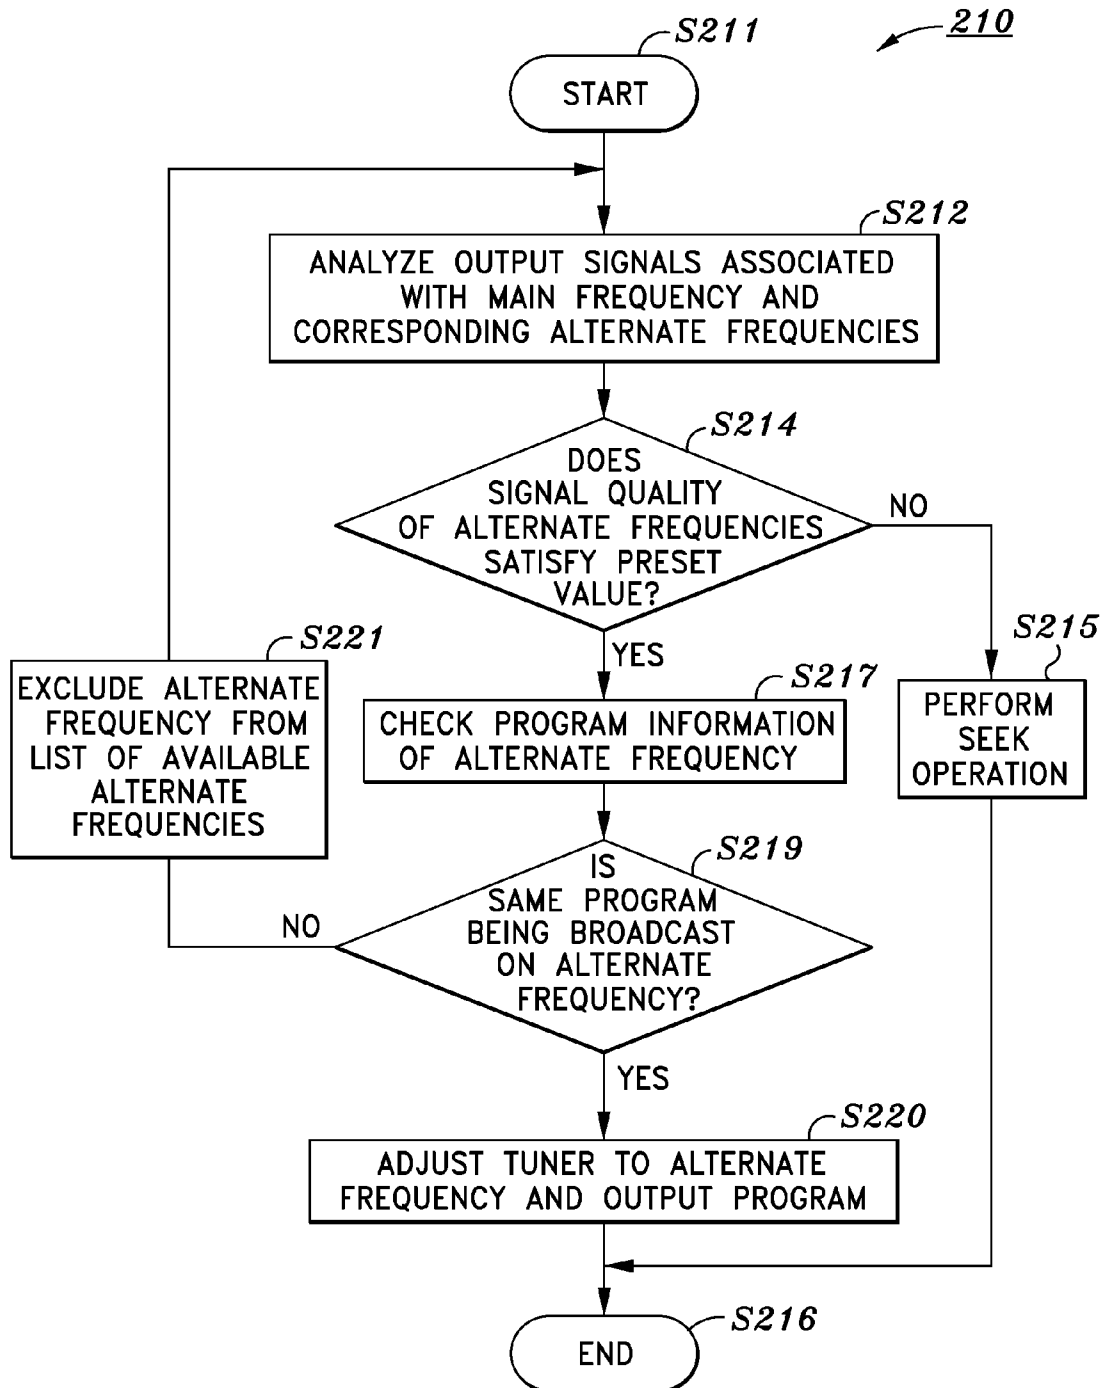 210
S211
START
S212
ANALYZE OUTPUT SIGNALS ASSOCIATED
WITH MAIN FREQUENCY AND
CORRESPONDING ALTERNATE FREQUENCIES
S214
DOES
SIGNAL QUALITY
OF ALTERNATE FREQUENCIES
SATISFY PRESET
VALUE?
NO
YES
S215
PERFORM
SEEK
OPERATION
S217
CHECK PROGRAM INFORMATION
OF ALTERNATE FREQUENCY
S221
EXCLUDE ALTERNATE
FREQUENCY FROM
LIST OF AVAILABLE
ALTERNATE
FREQUENCIES
S219
IS
SAME PROGRAM
BEING BROADCAST
ON ALTERNATE
FREQUENCY?
NO
YES
S220
ADJUST TUNER TO ALTERNATE
FREQUENCY AND OUTPUT PROGRAM
S216
END